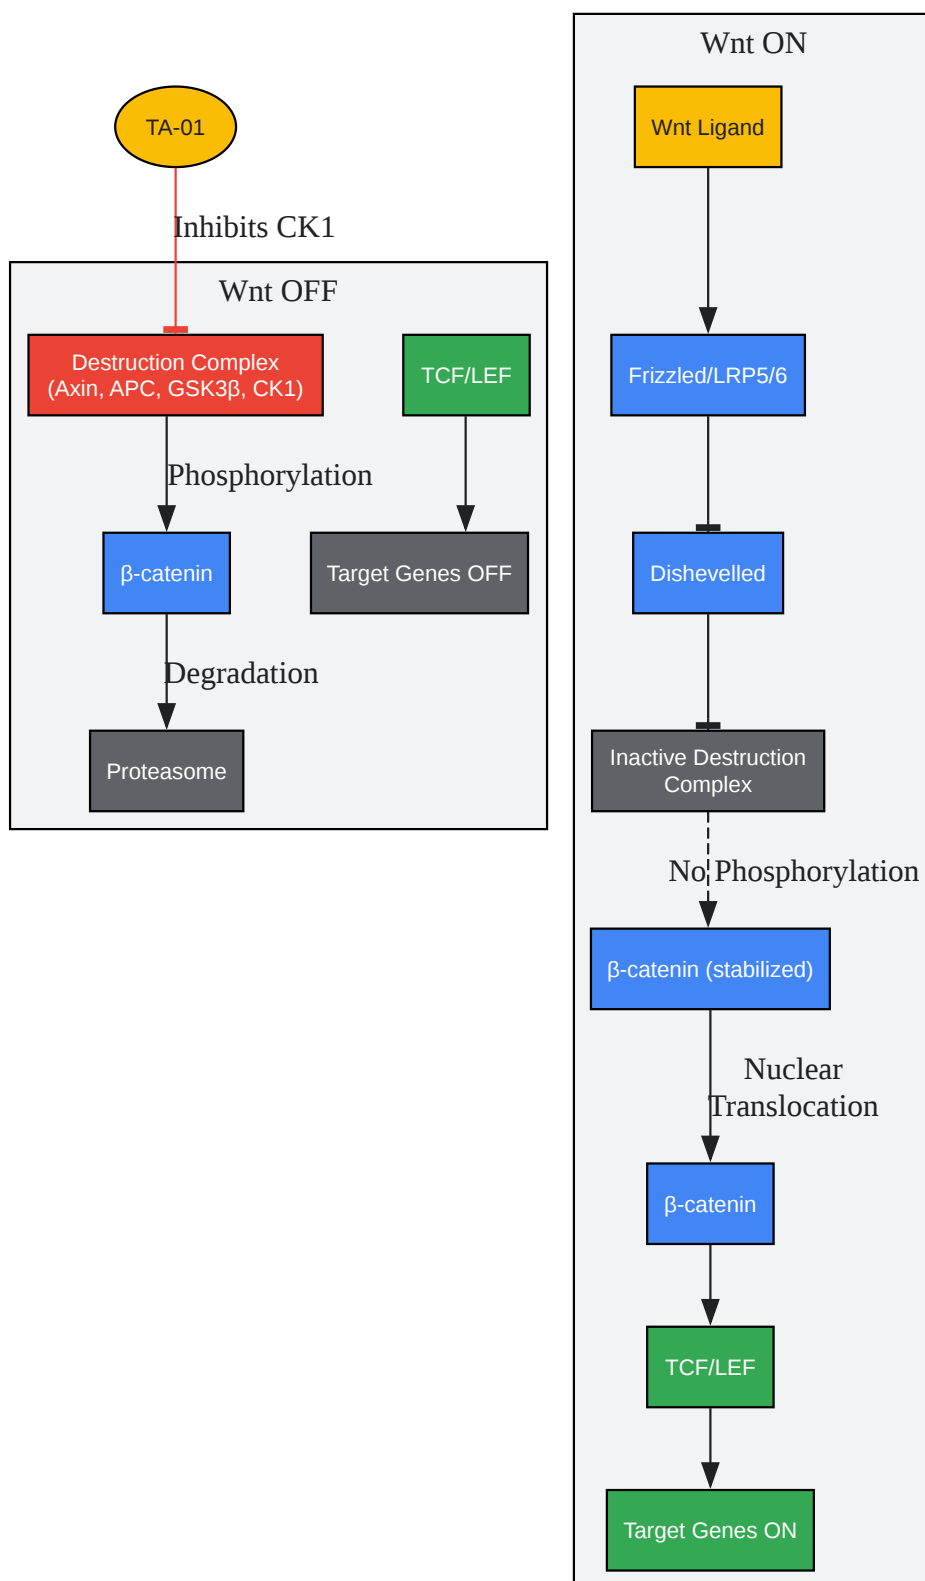 TA-01
Inhibits CK1
Wnt OFF
Destruction Complex
(Axin, APC, GSK3β, CK1)
TCF/LEF
Phosphorylation
β-catenin
Target Genes OFF
Degradation
Proteasome
Wnt ON
Wnt Ligand
Frizzled/LRP5/6
Dishevelled
Inactive Destruction
Complex
No Phosphorylation
β-catenin (stabilized)
Nuclear
Translocation
β-catenin
TCF/LEF
Target Genes ON